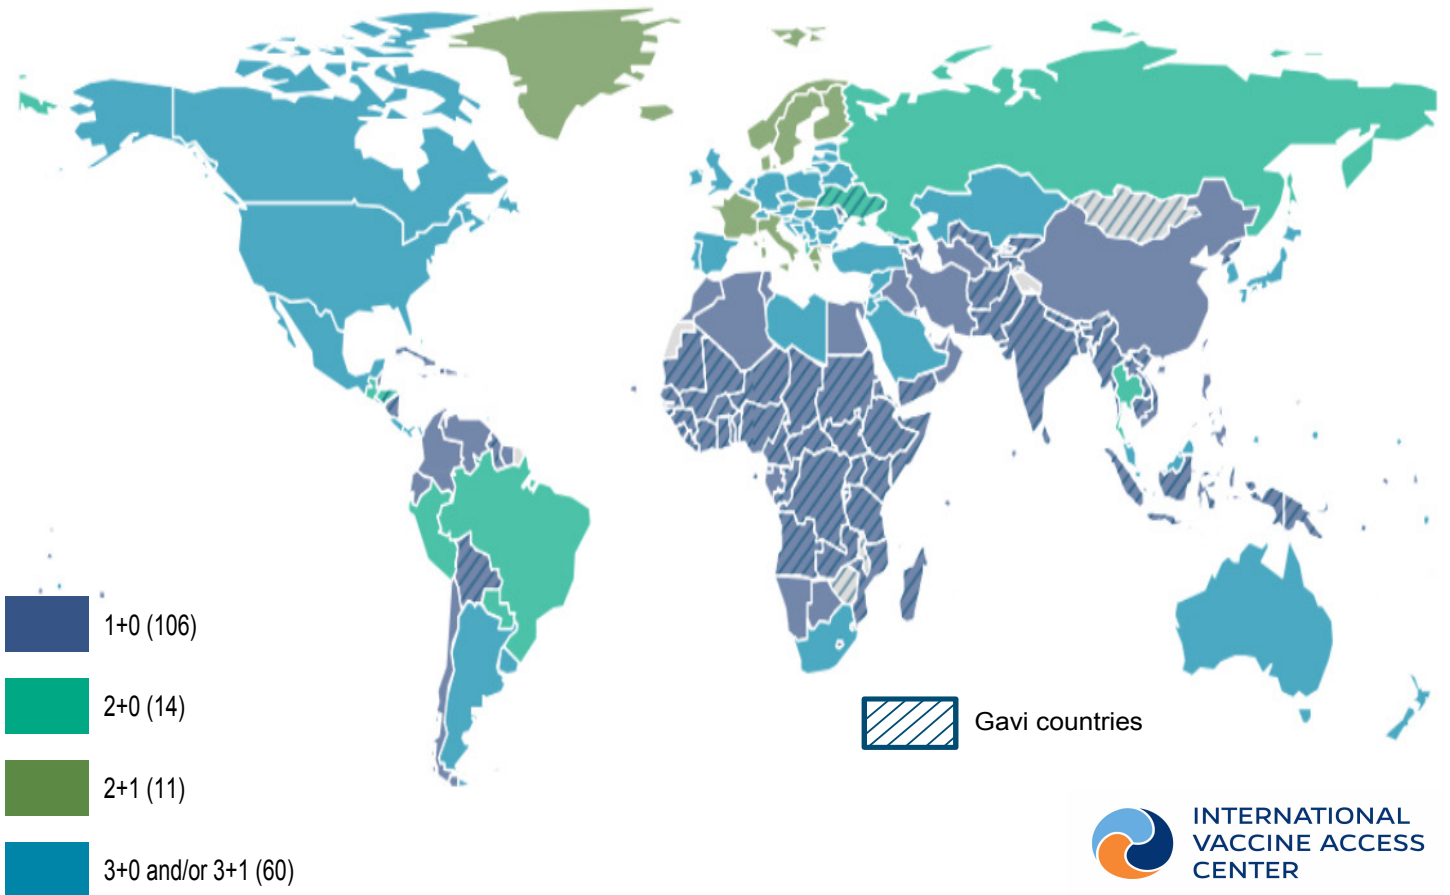 1+0 (106)
2+0 (14)
2+1 (11)
3+0 and/or 3+1 (60)
Gavi countries
INTERNATIONAL
VACCINE ACCESS
CENTER